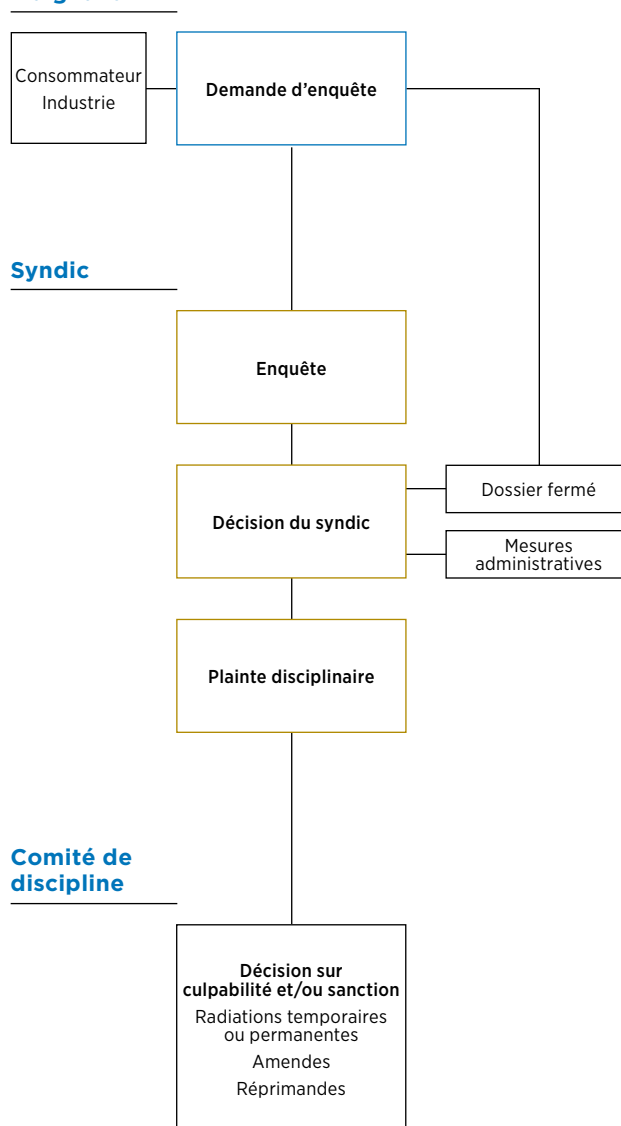 Consommateur
Industrie
Demande d’enquête
Syndic
Enquête
Décision du syndic
Dossier fermé
Mesures
administratives
Plainte disciplinaire
Comité de
discipline
Décision sur
culpabilité et/ou sanction
Radiations temporaires
ou permanentes
Amendes
Réprimandes